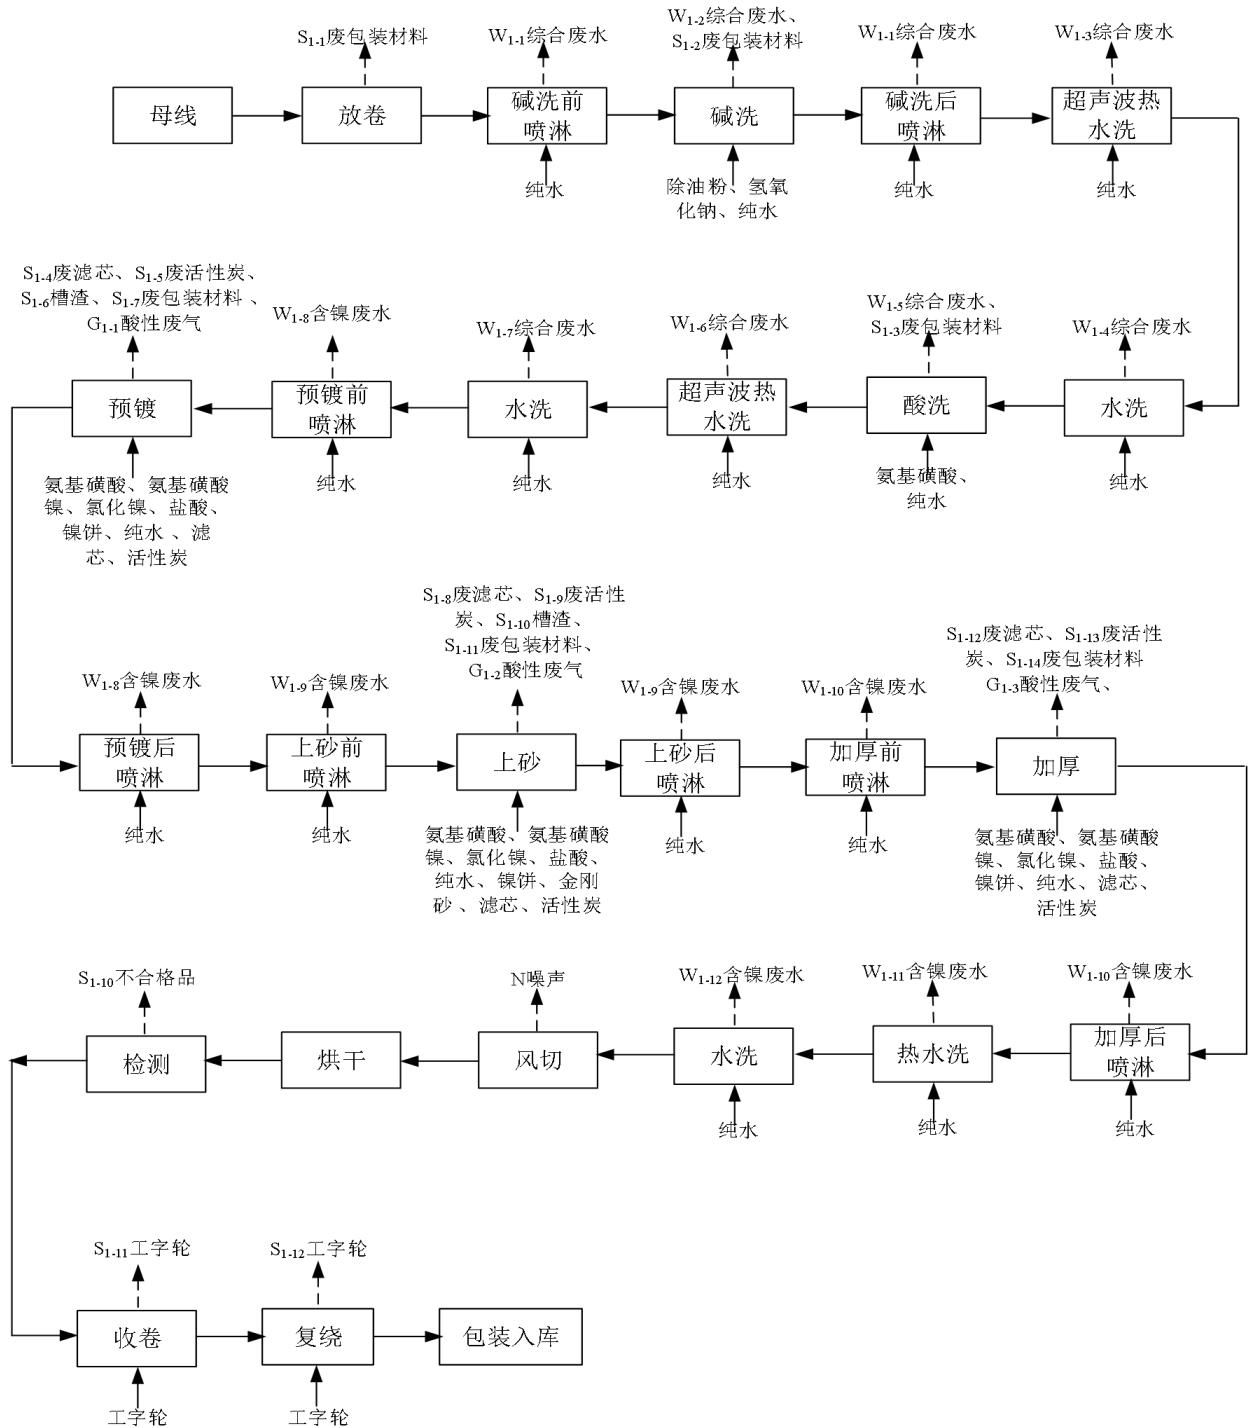 S1-1废包装材料
W1-1综合废水
W1-2综合废水、
S1-2废包装材料
W1-1综合废水
W1-3综合废水
母线
放卷
碱洗前
喷淋
碱洗
碱洗后
喷淋
超声波热
水洗
纯水
除油粉、氢氧
化钠、纯水
纯水
纯水
S1-4废滤芯、S1-5废活性炭、
S1-6槽渣、S1-7废包装材料、
G1-1酸性废气
W1-8含镍废水
W1-7综合废水
W1-6综合废水
W1-5综合废水、
S1-3废包装材料
W1-4综合废水
预镀
预镀前
喷淋
水洗
超声波热
水洗
酸洗
水洗
氨基磺酸、氨基磺酸
镍、氯化镍、盐酸、
镍饼、纯水、滤
芯、活性炭
纯水
纯水
纯水
氨基磺酸、
纯水
纯水
W1-8含镍废水
W1-9含镍废水
S1-8废滤芯、S1-9废活性
炭、S1-10槽渣、
S1-11废包装材料、
G1-2酸性废气
W1-9含镍废水
W1-10含镍废水
S1-12废滤芯、S1-13废活性
炭、S1-14废包装材料
G1-3酸性废气、
预镀后
喷淋
上砂前
喷淋
上砂
上砂后
喷淋
加厚前
喷淋
加厚
纯水
纯水
氨基磺酸、氨基磺酸
镍、氯化镍、盐酸、
纯水、镍饼、金刚
砂、滤芯、活性炭
纯水
纯水
氨基磺酸、氨基磺酸
镍、氯化镍、盐酸、
镍饼、纯水、滤芯、
活性炭
S1-10不合格品
N噪声
W1-12含镍废水
W1-11含镍废水
W1-10含镍废水
检测
烘干
风切
水洗
热水洗
加厚后
喷淋
纯水
纯水
纯水
S1-11工字轮
S1-12工字轮
收卷
复绕
包装入库
工字轮
工字轮